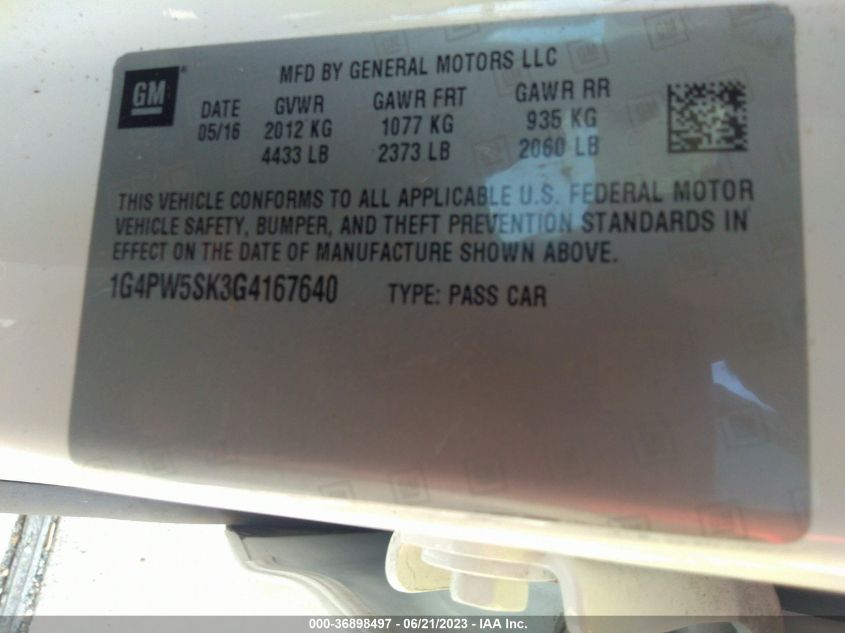 MFD BY GENERAL MOTORS LLC
GM®
DATE GVWR GAWR FRT GAWR RR
05/16 2012 KG 1077 KG 935 KG
4433 LB 2373 LB 2060 LB
THIS VEHICLE CONFORMS TO ALL APPLICABLE U.S. FEDERAL MOTOR
VEHICLE SAFETY, BUMPER, AND THEFT PREVENTION STANDARDS IN
EFFECT ON THE DATE OF MANUFACTURE SHOWN ABOVE.
1G4PW5SK3G4167640 TYPE: PASS CAR
000-36898497 - 06/21/2023 - IAA Inc.